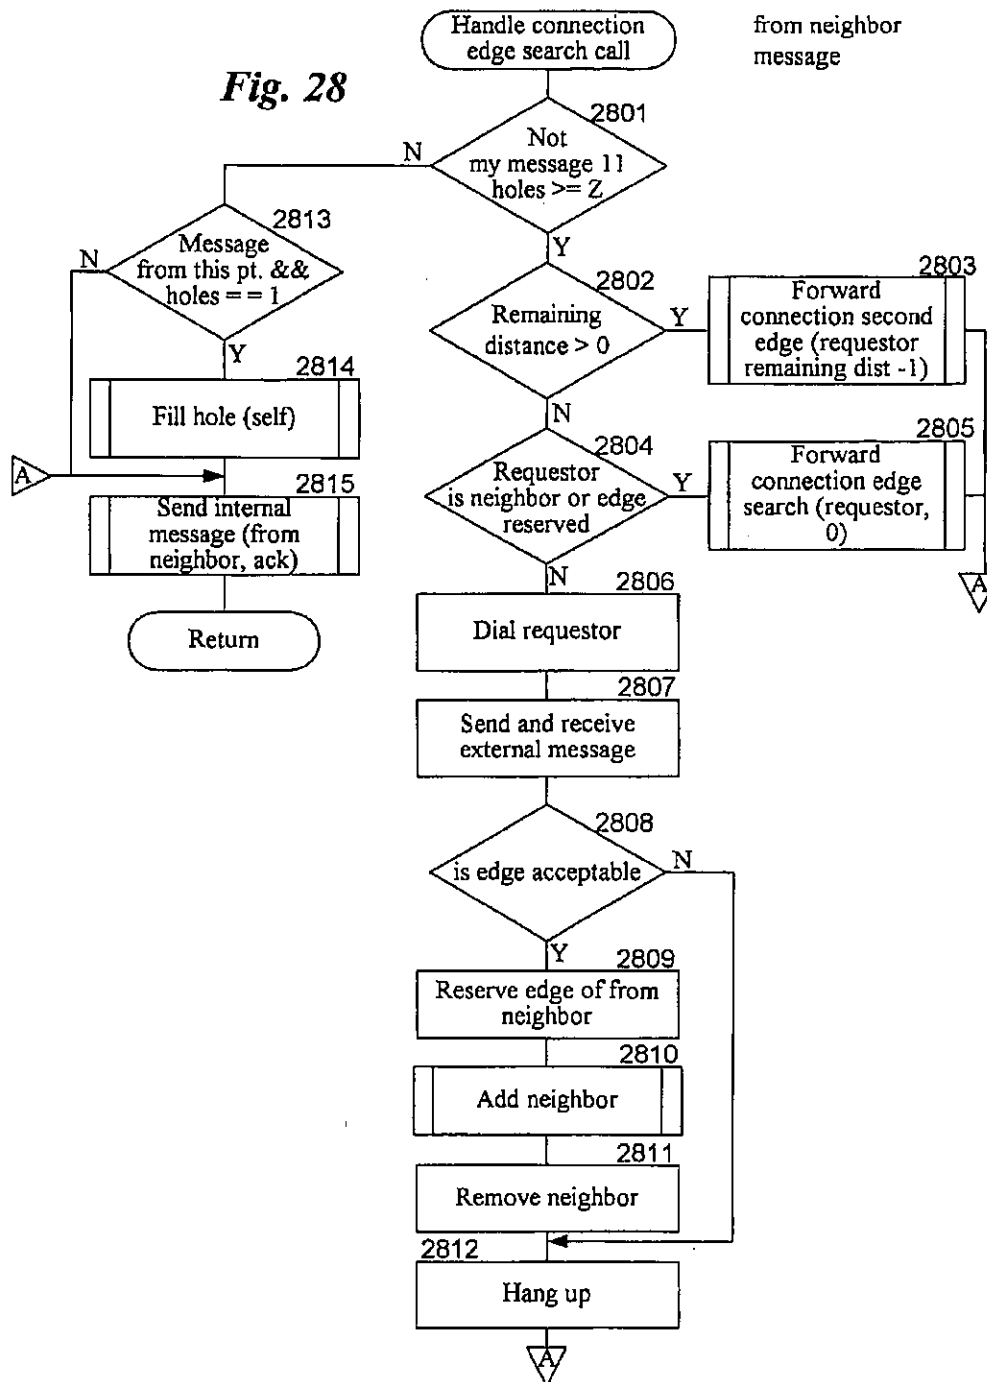 Handle connection
edge search call
from neighbor
message
Fig. 28
2801
Not
my message 11
holes >= Z
N
Y
2813
Message
from this pt. &&
holes = = 1
N
Y
2802
Remaining
distance > 0
Y
N
2803
Forward
connection second
edge (requestor
remaining dist -1)
2814
Fill hole (self)
2804
Requestor
is neighbor or edge
reserved
Y
N
2805
Forward
connection edge
search (requestor,
0)
A
A
2815
Send internal
message (from
neighbor, ack)
Return
2806
Dial requestor
2807
Send and receive
external message
2808
is edge acceptable
N
Y
2809
Reserve edge of from
neighbor
2810
Add neighbor
2811
Remove neighbor
2812
Hang up
A